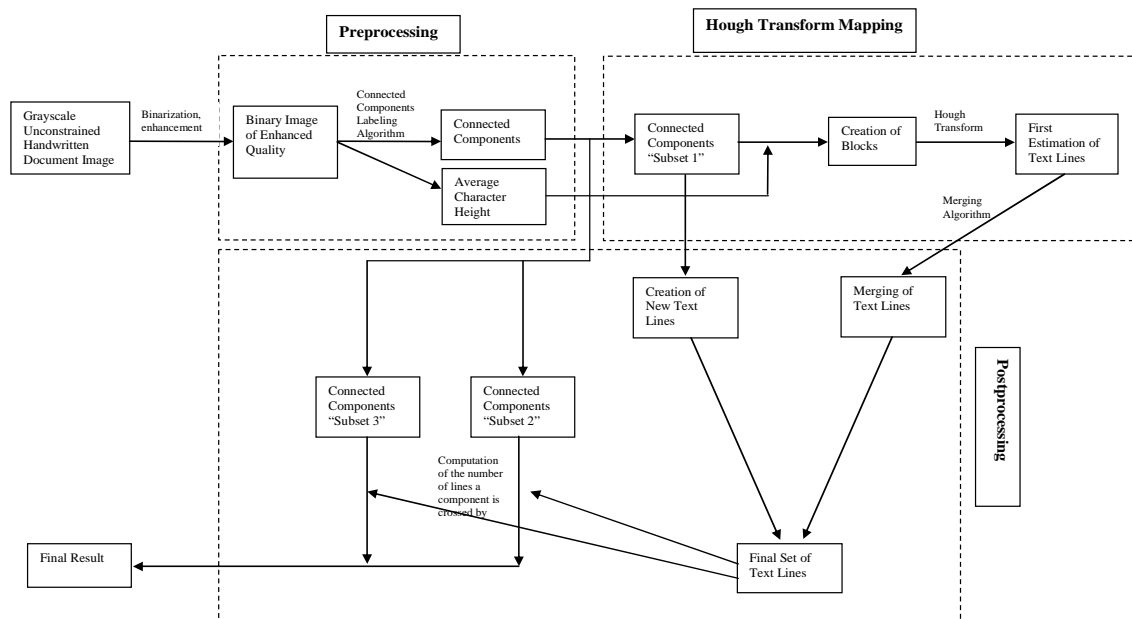 Preprocessing
Hough Transform Mapping
Grayscale
Unconstrained
Handwritten
Document Image
Binarization,
enhancement
Binary Image
of Enhanced
Quality
Connected
Components
Labeling
Algorithm
Connected
Components
Average
Character
Height
Connected
Components
“Subset 1”
Creation of
Blocks
Hough
Transform
First
Estimation of
Text Lines
Merging
Algorithm
Creation of
New Text
Lines
Merging of
Text Lines
Postprocessing
Connected
Components
“Subset 3”
Connected
Components
“Subset 2”
Computation
of the number
of lines a
component is
crossed by
Final Result
Final Set of
Text Lines